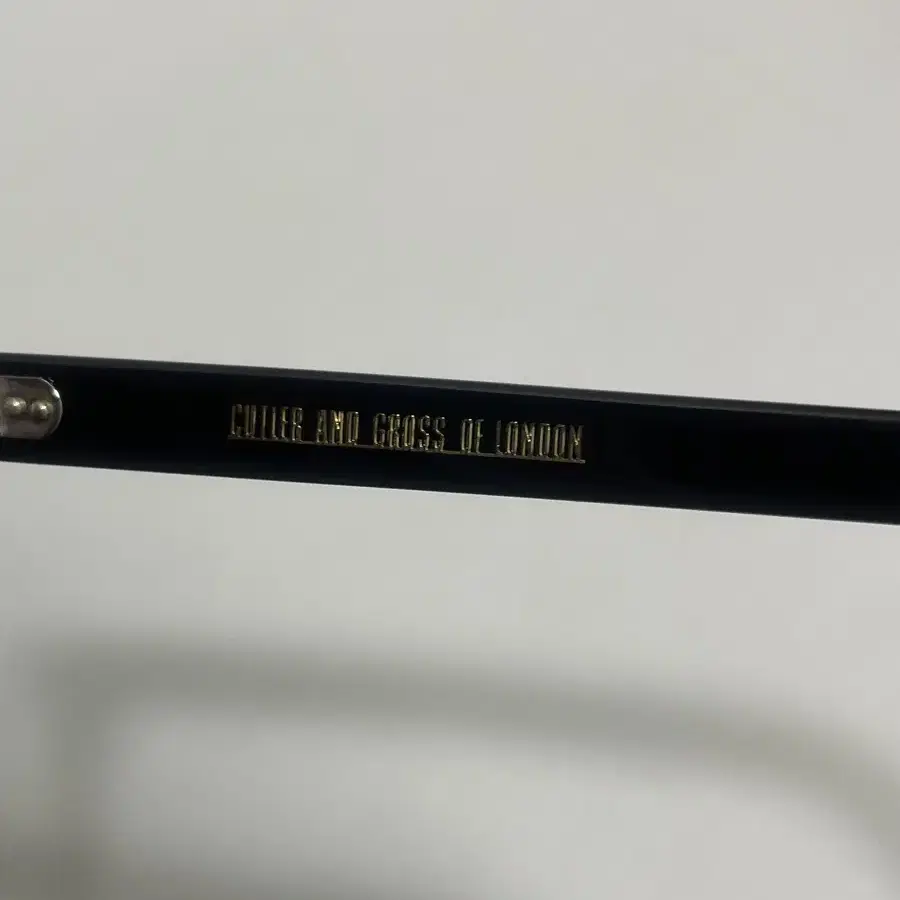 CUTLER AND GROSS OF LONDON